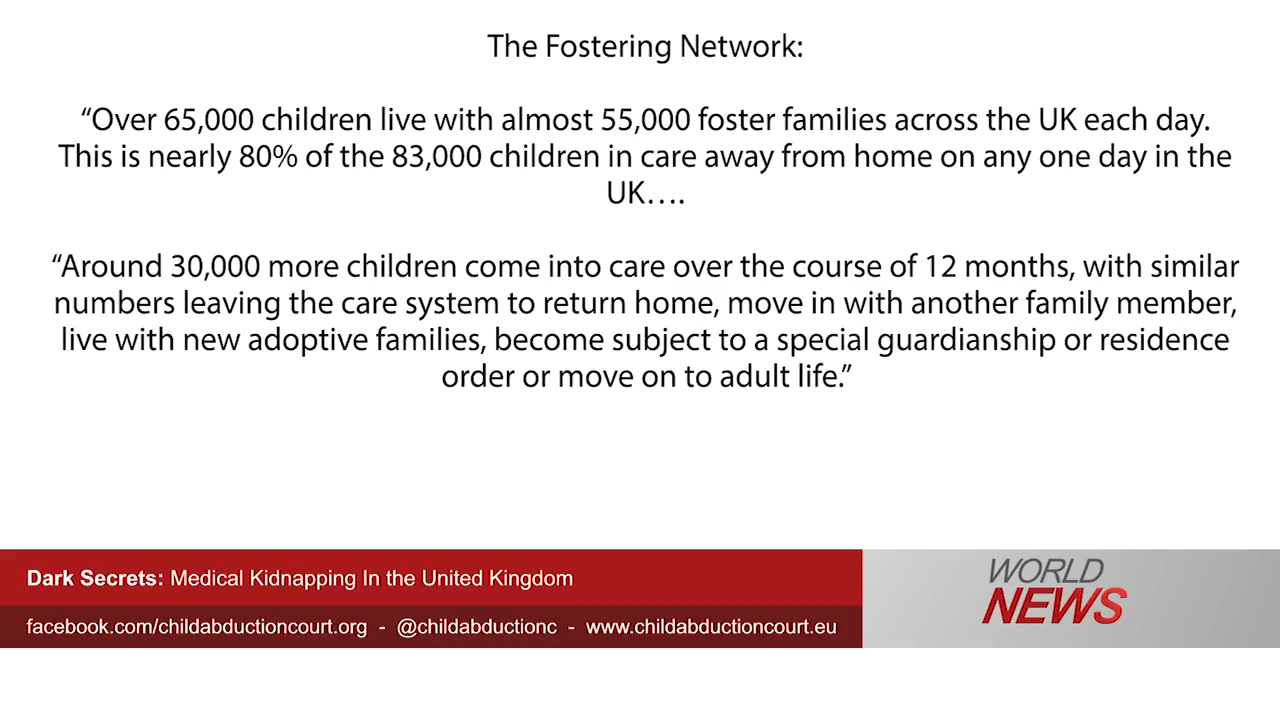 The Fostering Network:
“Over 65,000 children live with almost 55,000 foster families across the UK each day.
This is nearly 80% of the 83,000 children in care away from home on any one day in the
UK….
“Around 30,000 more children come into care over the course of 12 months, with similar
numbers leaving the care system to return home, move in with another family member,
live with new adoptive families, become subject to a special guardianship or residence
order or move on to adult life.”
Dark Secrets: Medical Kidnapping In the United Kingdom
facebook.com/childabductioncourt.org - @childabductionc - www.childabductioncourt.eu
WORLD
NEWS